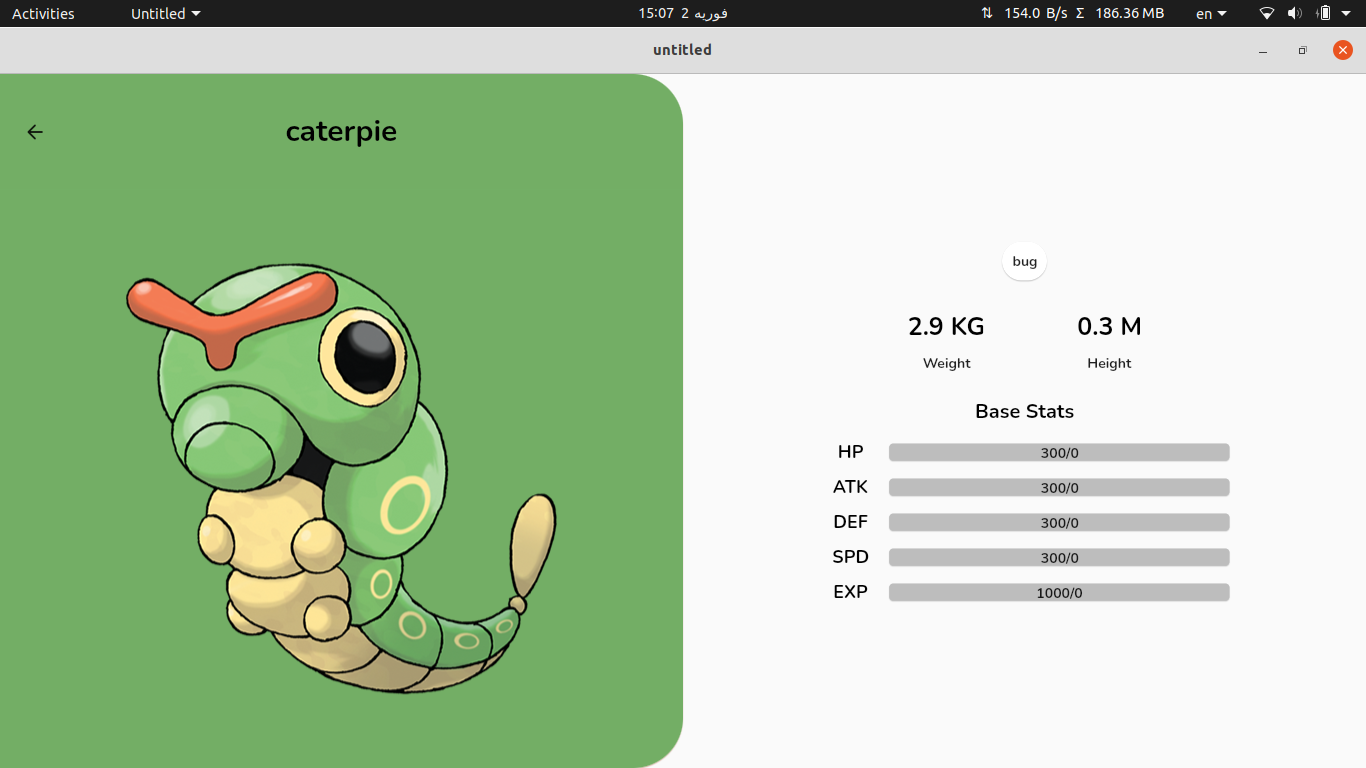 Activities Untitled 15:07 2 فوریه 154.0 B/s Σ 186.36 MB en
untitled
caterpie
bug
2.9 KG 0.3 M
Weight Height
Base Stats
HP 300/0
ATK 300/0
DEF 300/0
SPD 300/0
EXP 1000/0